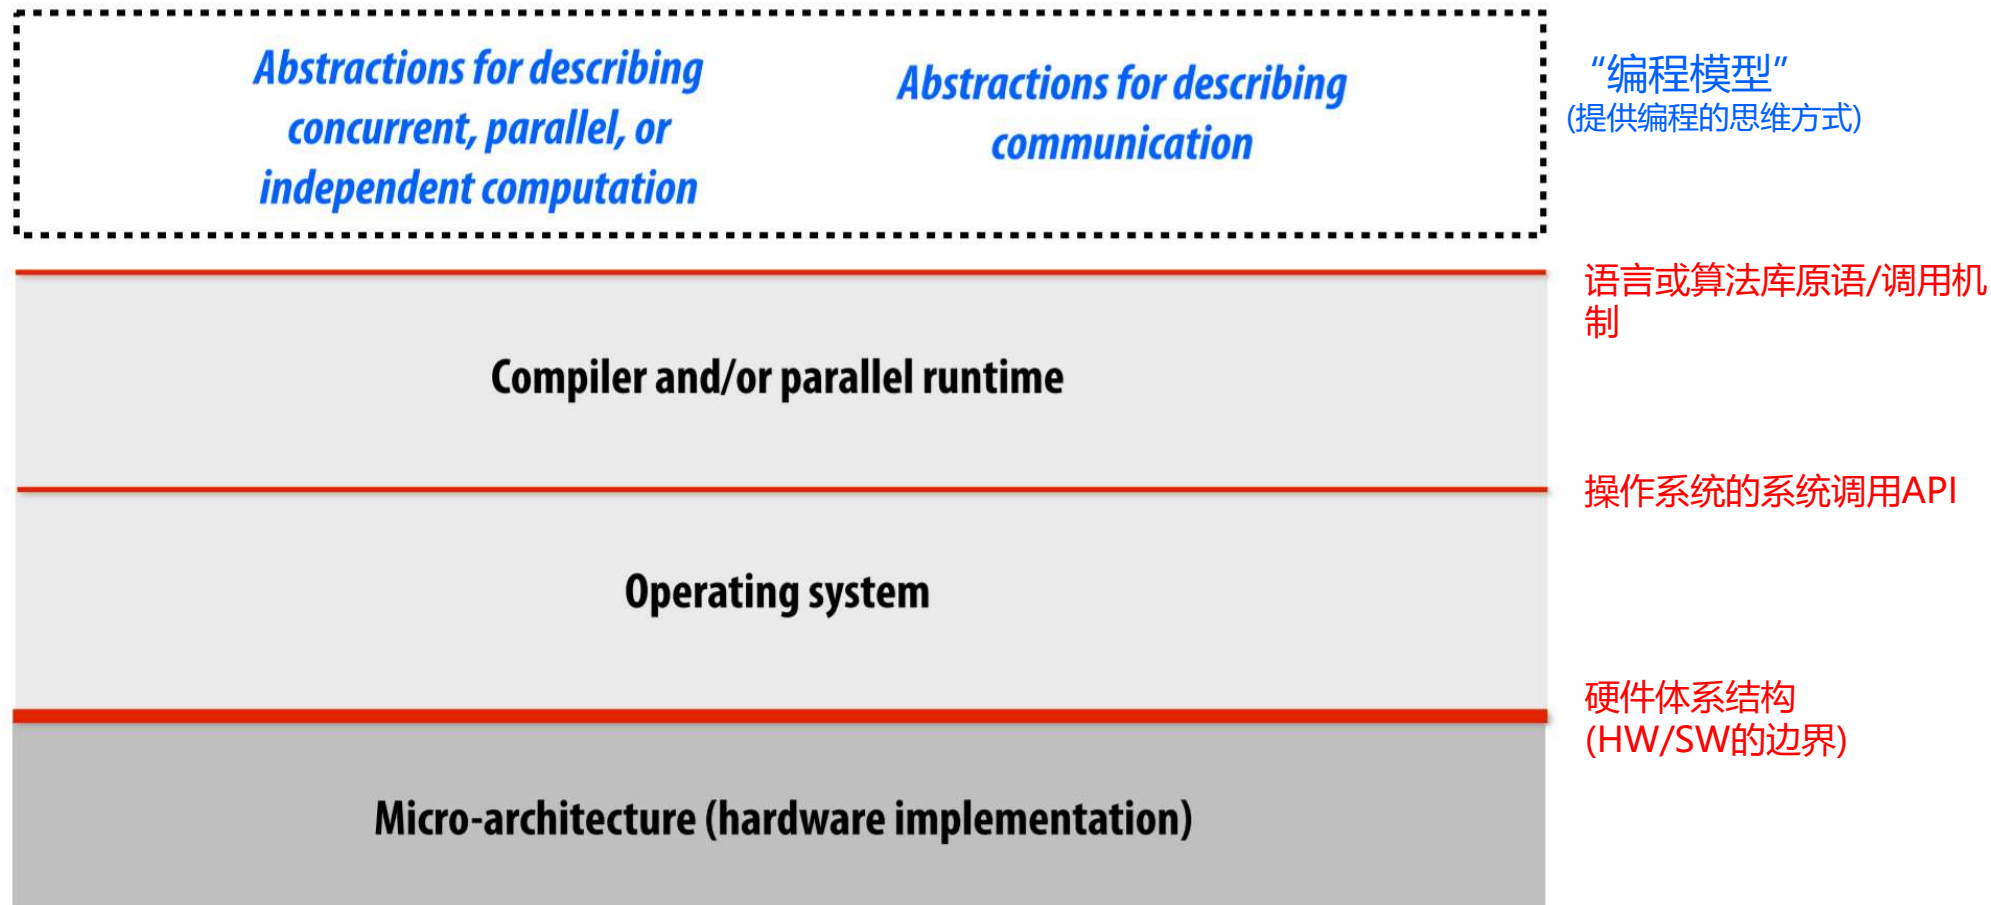 Abstractions for describing
concurrent, parallel, or
independent computation
Abstractions for describing
communication
“编程模型”
(提供编程的思维方式)
语言或算法库原语/调用机
制
Compiler and/or parallel runtime
操作系统的系统调用API
Operating system
硬件体系结构
(HW/SW的边界)
Micro-architecture (hardware implementation)